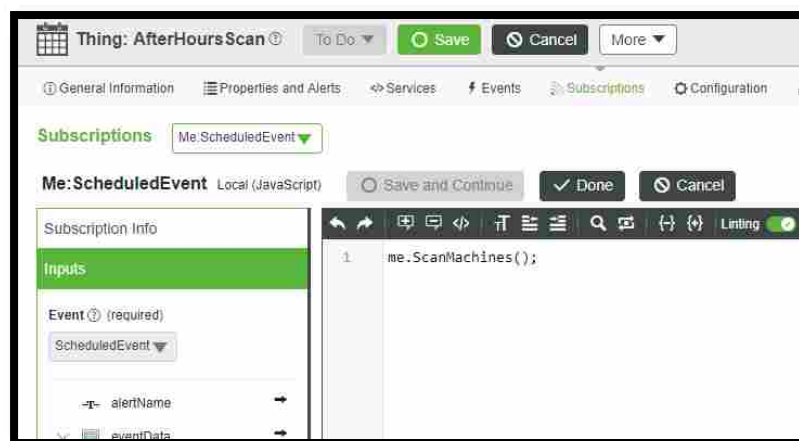 Thing: AfterHoursScan To Do Save Cancel More
General Information Properties and Alerts Services Events Subscriptions Configuration
Subscriptions Me:ScheduledEvent
Me:ScheduledEvent Local (JavaScript) Save and Continue Done Cancel
Subscription Info Linting
Inputs 1 me.ScanMachines();
Event (required)
ScheduledEvent
alertName
eventData